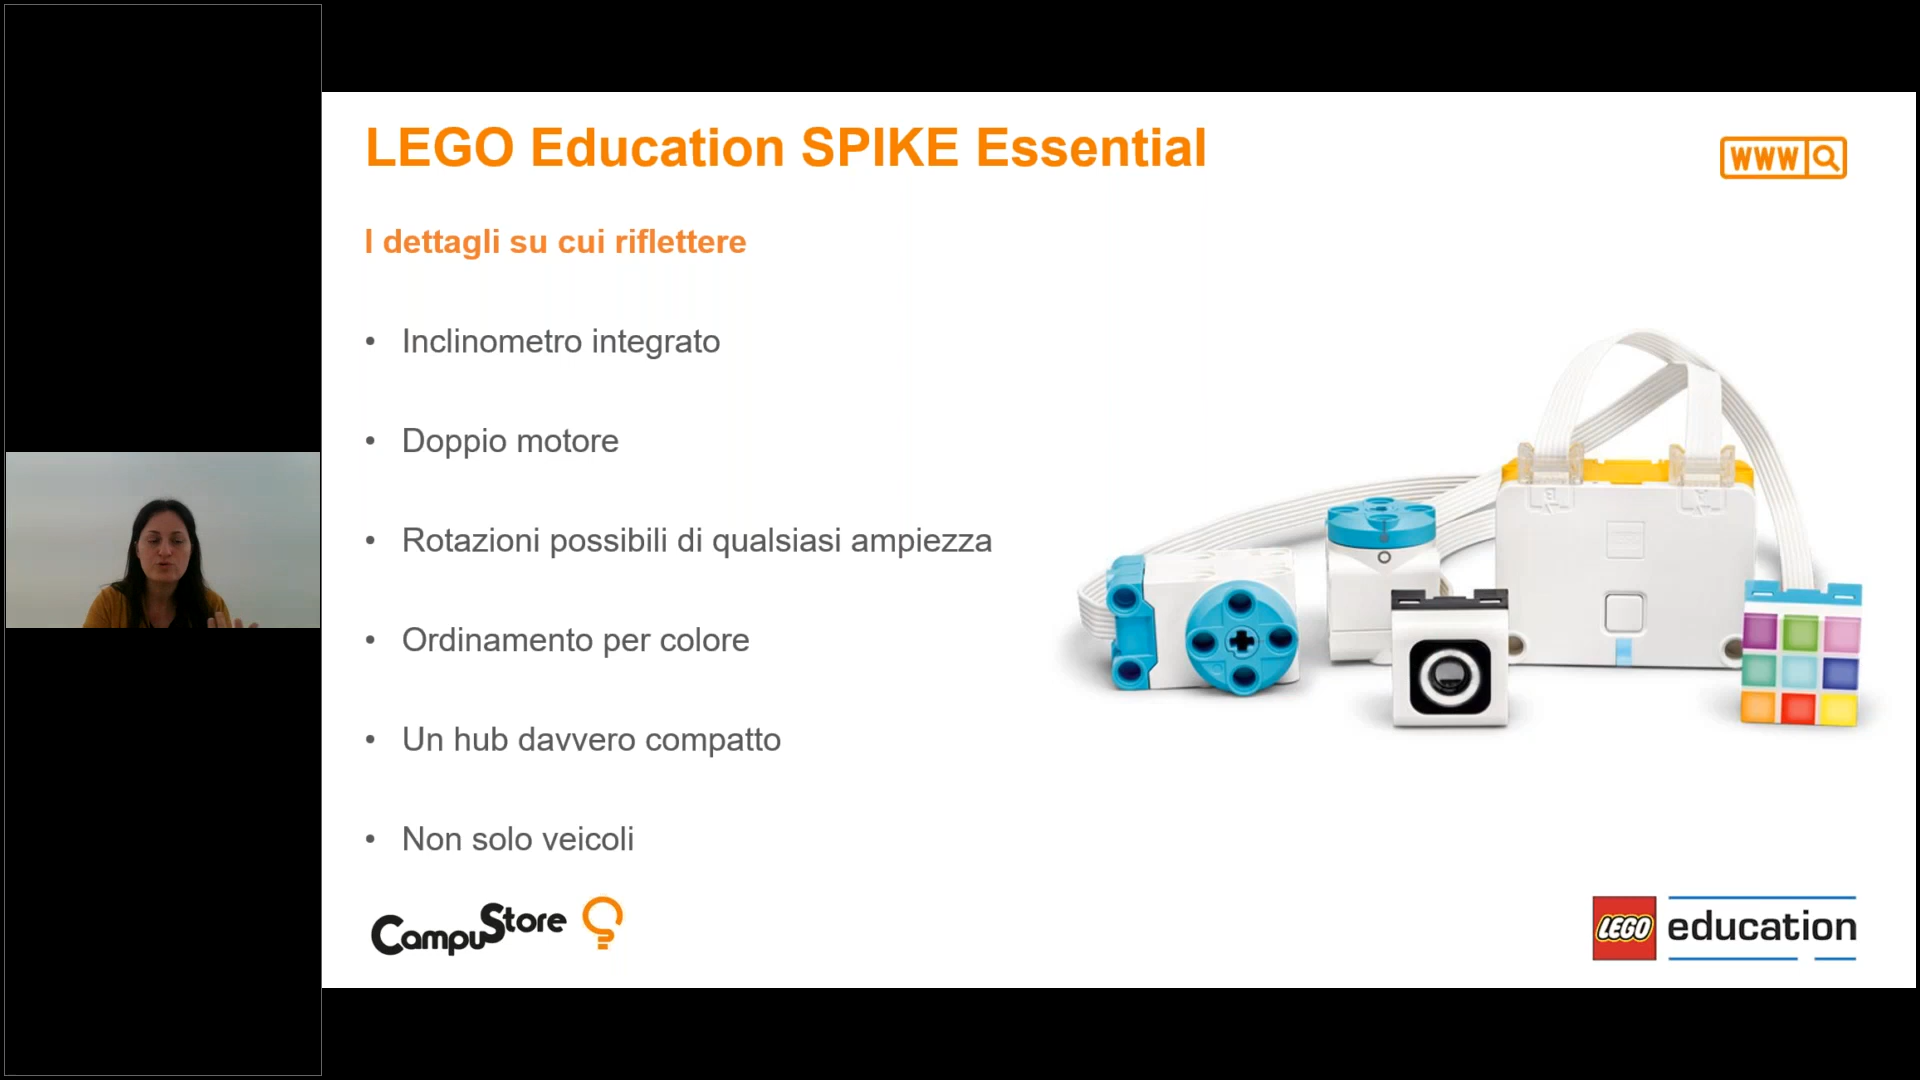 LEGO Education SPIKE Essential
WWW
I dettagli su cui riflettere
• Inclinometro integrato
• Doppio motore
• Rotazioni possibili di qualsiasi ampiezza
• Ordinamento per colore
• Un hub davvero compatto
• Non solo veicoli
CampuStore
LEGO education